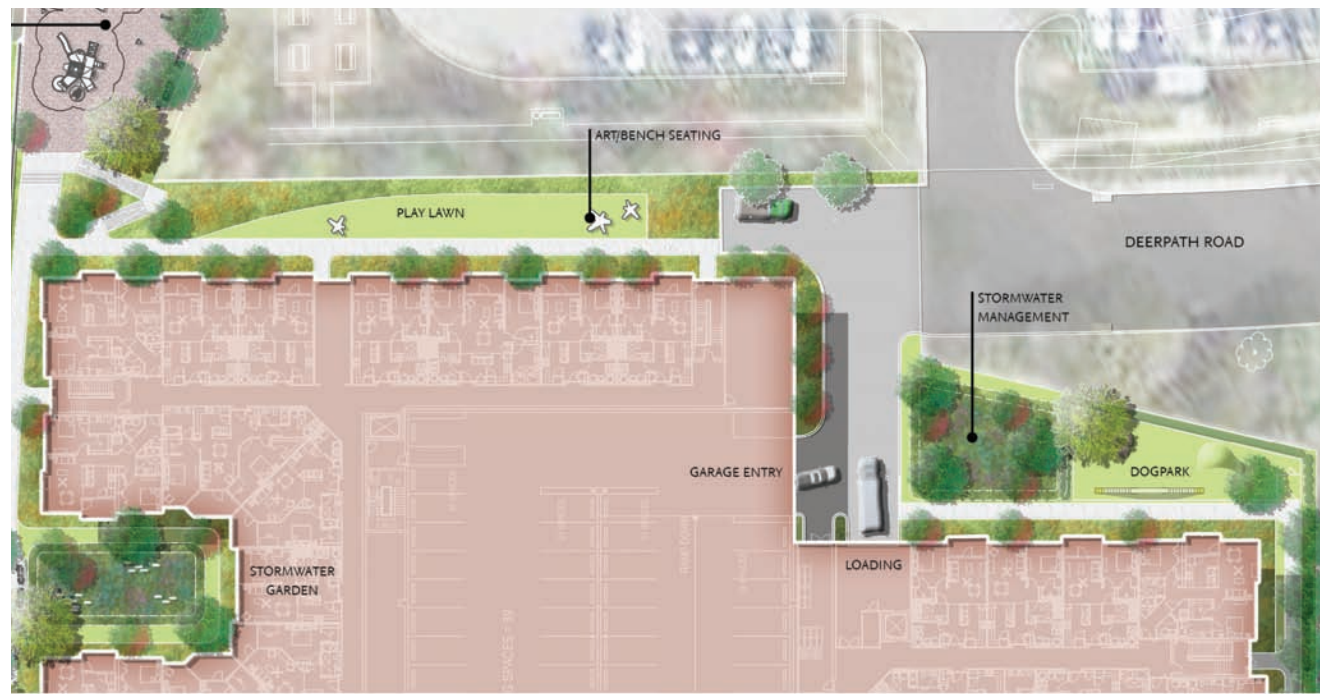 ART/BENCH SEATING
PLAY LAWN
DEERPATH ROAD
STORMWATER
MANAGEMENT
GARAGE ENTRY
DOGPARK
LOADING
STORMWATER
GARDEN